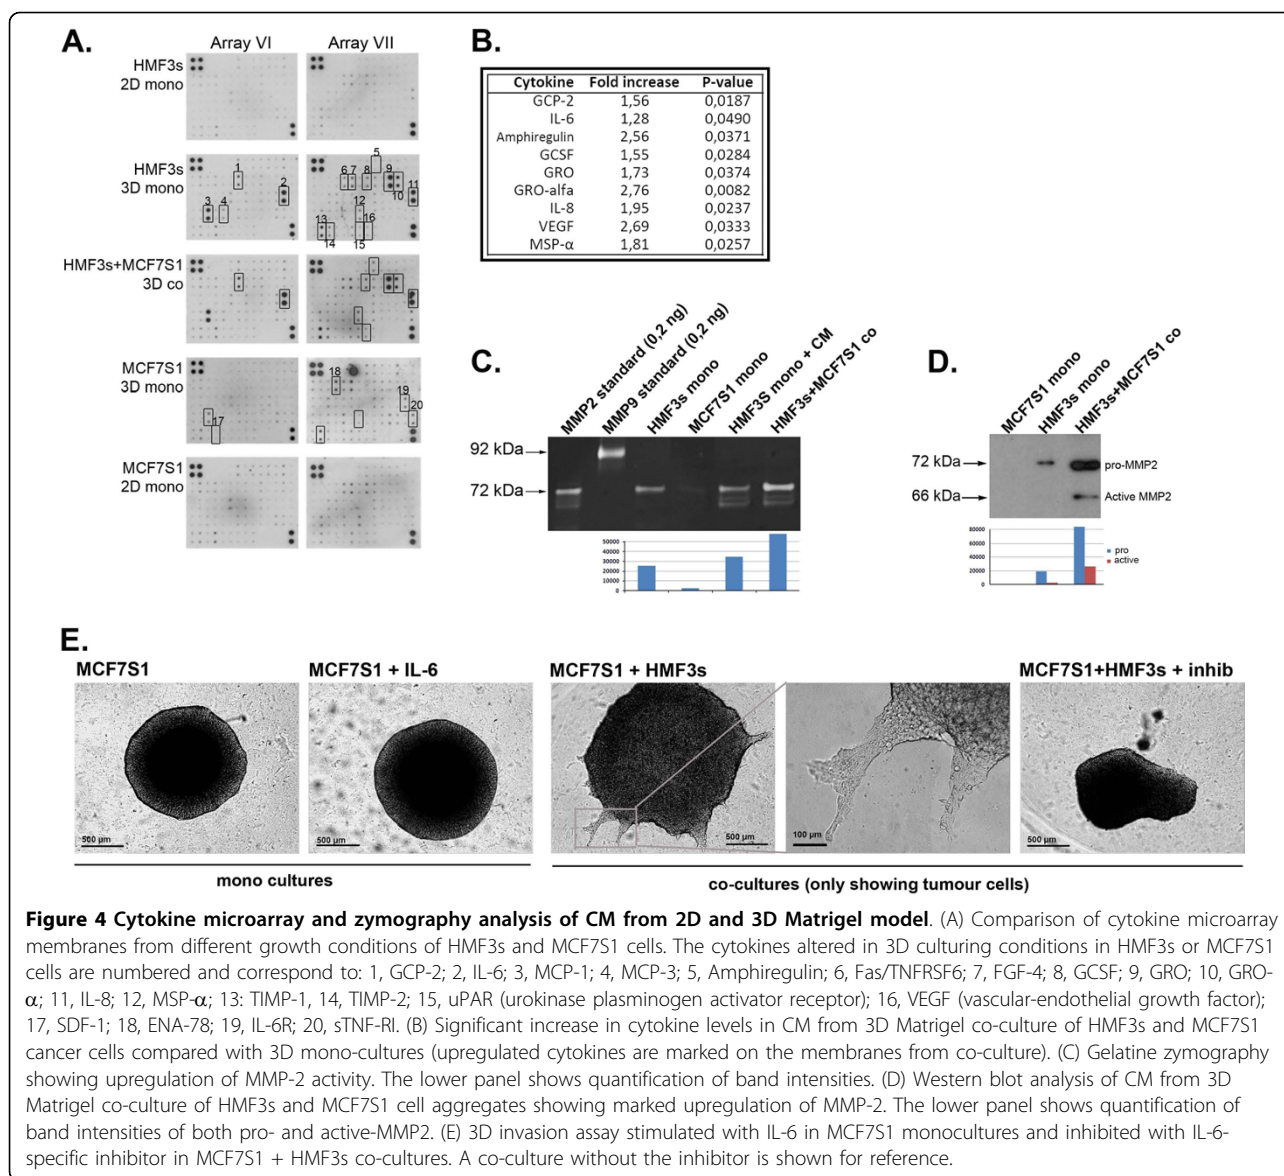 A.
Array VI Array VII
HMF3s
2D mono
HMF3s
3D mono
1
2
3 4
5
6 7 8 9
10
11
12
13
14
15
16
HMF3s+MCF7S1
3D co
MCF7S1
3D mono
17
18
19
20
MCF7S1
2D mono
B.
Cytokine Fold increase P-value
GCP-2 1,56 0,0187
IL-6 1,28 0,0490
Amphiregulin 2,56 0,0371
GCSF 1,55 0,0284
GRO 1,73 0,0374
GRO-alfa 2,76 0,0082
IL-8 1,95 0,0237
VEGF 2,69 0,0333
MSP-α 1,81 0,0257
C.
MMP2 standard (0,2 ng)
MMP9 standard (0,2 ng)
HMF3s mono
MCF7S1 mono
HMF3S mono + CM
HMF3s+MCF7S1 co
92 kDa
72 kDa
50000
40000
30000
20000
10000
0
D.
MCF7S1 mono
HMF3s mono
HMF3s+MCF7S1 co
72 kDa
pro-MMP2
66 kDa
Active MMP2
80000
60000
40000
20000
0
pro
active
E.
MCF7S1
500 µm
MCF7S1 + IL-6
500 µm
MCF7S1 + HMF3s
500 µm
100 µm
MCF7S1+HMF3s + inhib
500 µm
mono cultures
co-cultures (only showing tumour cells)
Figure 4 Cytokine microarray and zymography analysis of CM from 2D and 3D Matrigel model. (A) Comparison of cytokine microarray
membranes from different growth conditions of HMF3s and MCF7S1 cells. The cytokines altered in 3D culturing conditions in HMF3s or MCF7S1
cells are numbered and correspond to: 1, GCP-2; 2, IL-6; 3, MCP-1; 4, MCP-3; 5, Amphiregulin; 6, Fas/TNFRSF6; 7, FGF-4; 8, GCSF; 9, GRO; 10, GRO-
α; 11, IL-8; 12, MSP-α; 13: TIMP-1, 14, TIMP-2; 15, uPAR (urokinase plasminogen activator receptor); 16, VEGF (vascular-endothelial growth factor);
17, SDF-1; 18, ENA-78; 19, IL-6R; 20, sTNF-RI. (B) Significant increase in cytokine levels in CM from 3D Matrigel co-culture of HMF3s and MCF7S1
cancer cells compared with 3D mono-cultures (upregulated cytokines are marked on the membranes from co-culture). (C) Gelatine zymography
showing upregulation of MMP-2 activity. The lower panel shows quantification of band intensities. (D) Western blot analysis of CM from 3D
Matrigel co-culture of HMF3s and MCF7S1 cell aggregates showing marked upregulation of MMP-2. The lower panel shows quantification of
band intensities of both pro- and active-MMP2. (E) 3D invasion assay stimulated with IL-6 in MCF7S1 monocultures and inhibited with IL-6-
specific inhibitor in MCF7S1 + HMF3s co-cultures. A co-culture without the inhibitor is shown for reference.